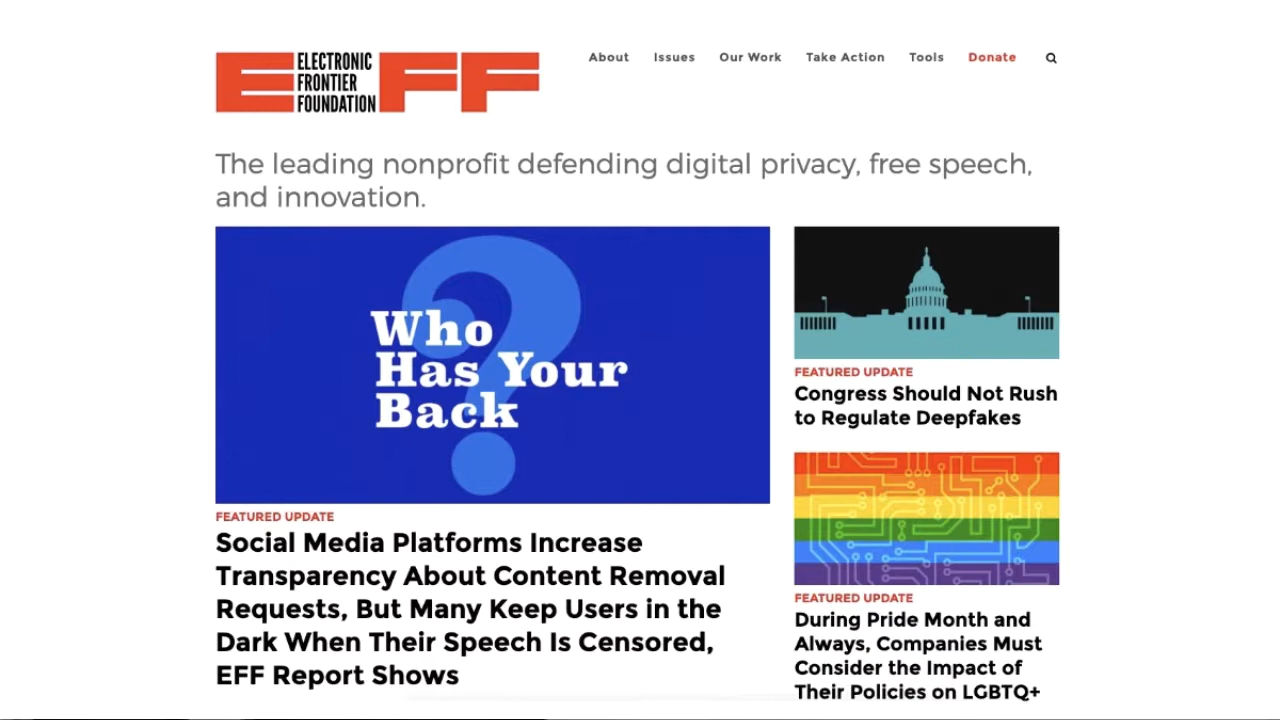 ELECTRONIC
FRONTIER
FOUNDATION
EFF
About Issues Our Work Take Action Tools Donate
The leading nonprofit defending digital privacy, free speech,
and innovation.
Who
Has Your
Back
FEATURED UPDATE
Social Media Platforms Increase
Transparency About Content Removal
Requests, But Many Keep Users in the
Dark When Their Speech Is Censored,
EFF Report Shows
FEATURED UPDATE
Congress Should Not Rush
to Regulate Deepfakes
FEATURED UPDATE
During Pride Month and
Always, Companies Must
Consider the Impact of
Their Policies on LGBTQ+